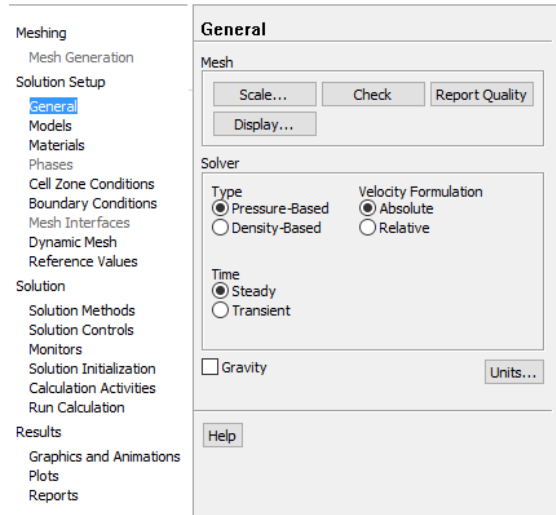 Meshing
Mesh Generation
Solution Setup
General
Models
Materials
Phases
Cell Zone Conditions
Boundary Conditions
Mesh Interfaces
Dynamic Mesh
Reference Values
Solution
Solution Methods
Solution Controls
Monitors
Solution Initialization
Calculation Activities
Run Calculation
Results
Graphics and Animations
Plots
Reports
General
Mesh
Scale... Check Report Quality
Display...
Solver
Type Velocity Formulation
Pressure-Based Absolute
Density-Based Relative
Time
Steady
Transient
Gravity Units...
Help